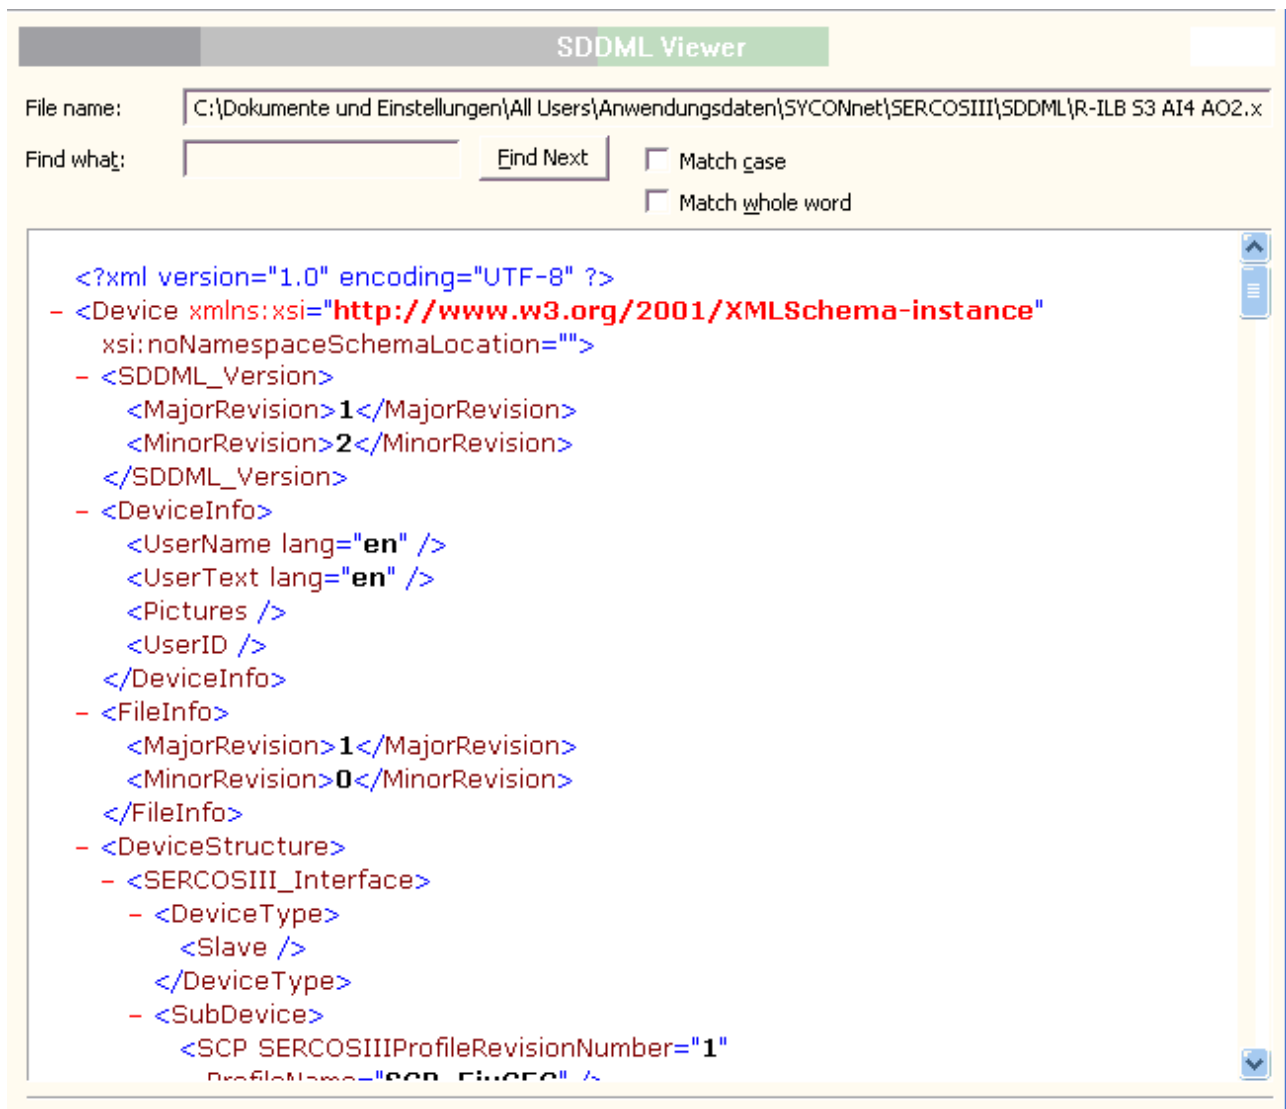 SDDML Viewer
File name: C:\Dokumente und Einstellungen\All Users\Anwendungsdaten\SYCONnet\SERCOSIII\SDDML\R-ILB S3 AI4 AO2.x
Find what: Find Next Match case
Match whole word
<?xml version="1.0" encoding="UTF-8" ?>
- <Device xmlns:xsi="http://www.w3.org/2001/XMLSchema-instance"
xsi:noNamespaceSchemaLocation="">
- <SDDML_Version>
<MajorRevision>1</MajorRevision>
<MinorRevision>2</MinorRevision>
</SDDML_Version>
- <DeviceInfo>
<UserName lang="en" />
<UserText lang="en" />
<Pictures />
<UserID />
</DeviceInfo>
- <FileInfo>
<MajorRevision>1</MajorRevision>
<MinorRevision>0</MinorRevision>
</FileInfo>
- <DeviceStructure>
- <SERCOSIII_Interface>
- <DeviceType>
<Slave />
</DeviceType>
- <SubDevice>
<SCP SERCOSIIIProfileRevisionNumber="1"